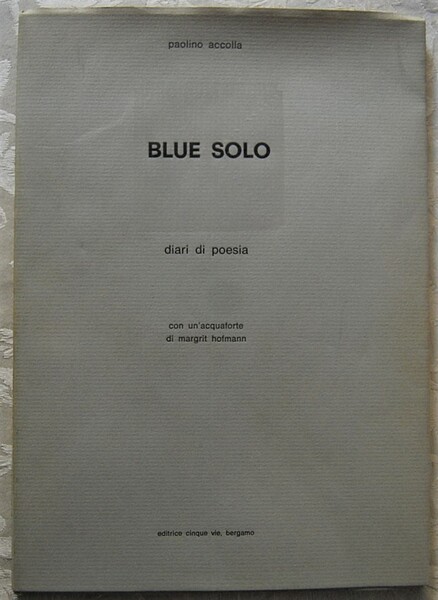 paolino accolla
BLUE SOLO
diari di poesia
con un'acquaforte
di margrit hofmann
editrice cinque vie, bergamo